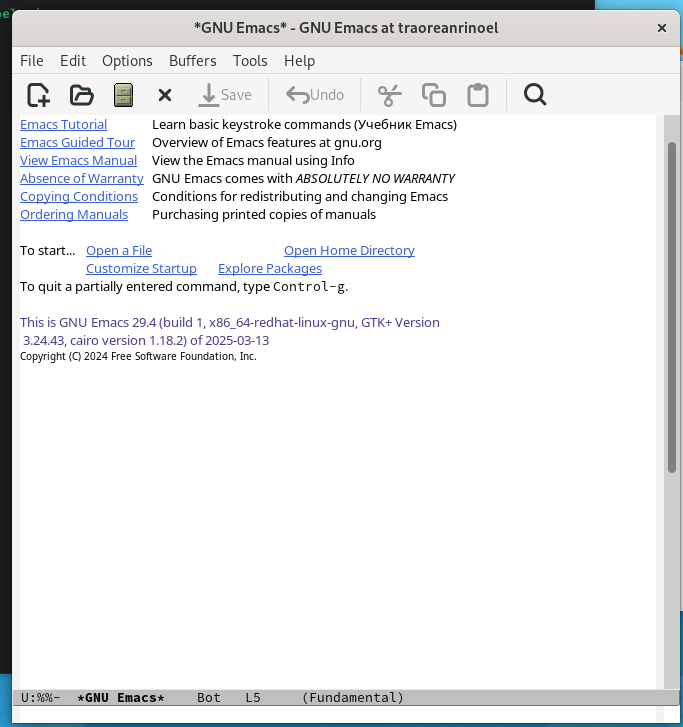 *GNU Emacs* - GNU Emacs at traoreanrinoel
File Edit Options Buffers Tools Help
Save Undo
Emacs Tutorial Learn basic keystroke commands (Учебник Emacs)
Emacs Guided Tour Overview of Emacs features at gnu.org
View Emacs Manual View the Emacs manual using Info
Absence of Warranty GNU Emacs comes with ABSOLUTELY NO WARRANTY
Copying Conditions Conditions for redistributing and changing Emacs
Ordering Manuals Purchasing printed copies of manuals
To start... Open a File Open Home Directory
Customize Startup Explore Packages
To quit a partially entered command, type Control-g.
This is GNU Emacs 29.4 (build 1, x86_64-redhat-linux-gnu, GTK+ Version
3.24.43, cairo version 1.18.2) of 2025-03-13
Copyright (C) 2024 Free Software Foundation, Inc.
U:%%- *GNU Emacs* Bot L5 (Fundamental)